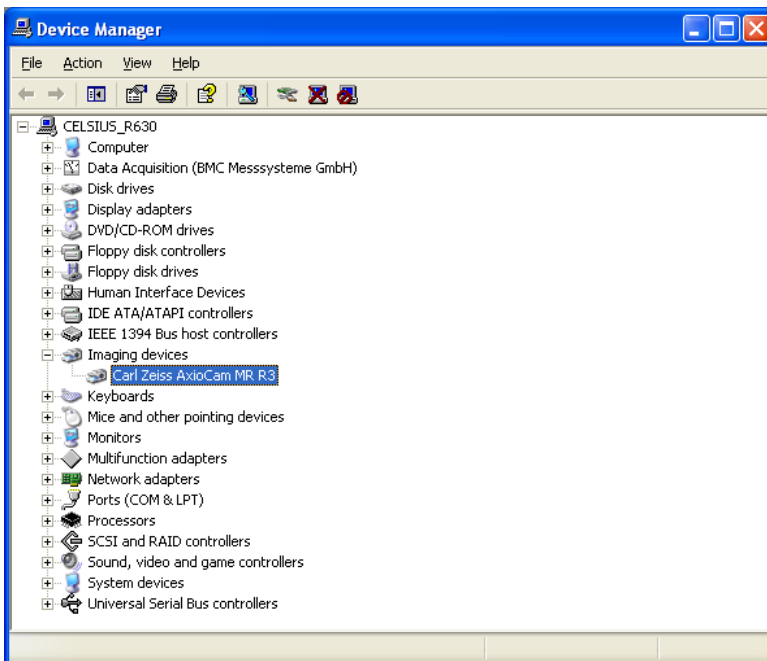 Device Manager
File Action View Help
CELSIUS_R630
Computer
Data Acquisition (BMC Messsysteme GmbH)
Disk drives
Display adapters
DVD/CD-ROM drives
Floppy disk controllers
Floppy disk drives
Human Interface Devices
IDE ATA/ATAPI controllers
IEEE 1394 Bus host controllers
Imaging devices
Carl Zeiss AxioCam MR R3
Keyboards
Mice and other pointing devices
Monitors
Multifunction adapters
Network adapters
Ports (COM & LPT)
Processors
SCSI and RAID controllers
Sound, video and game controllers
System devices
Universal Serial Bus controllers